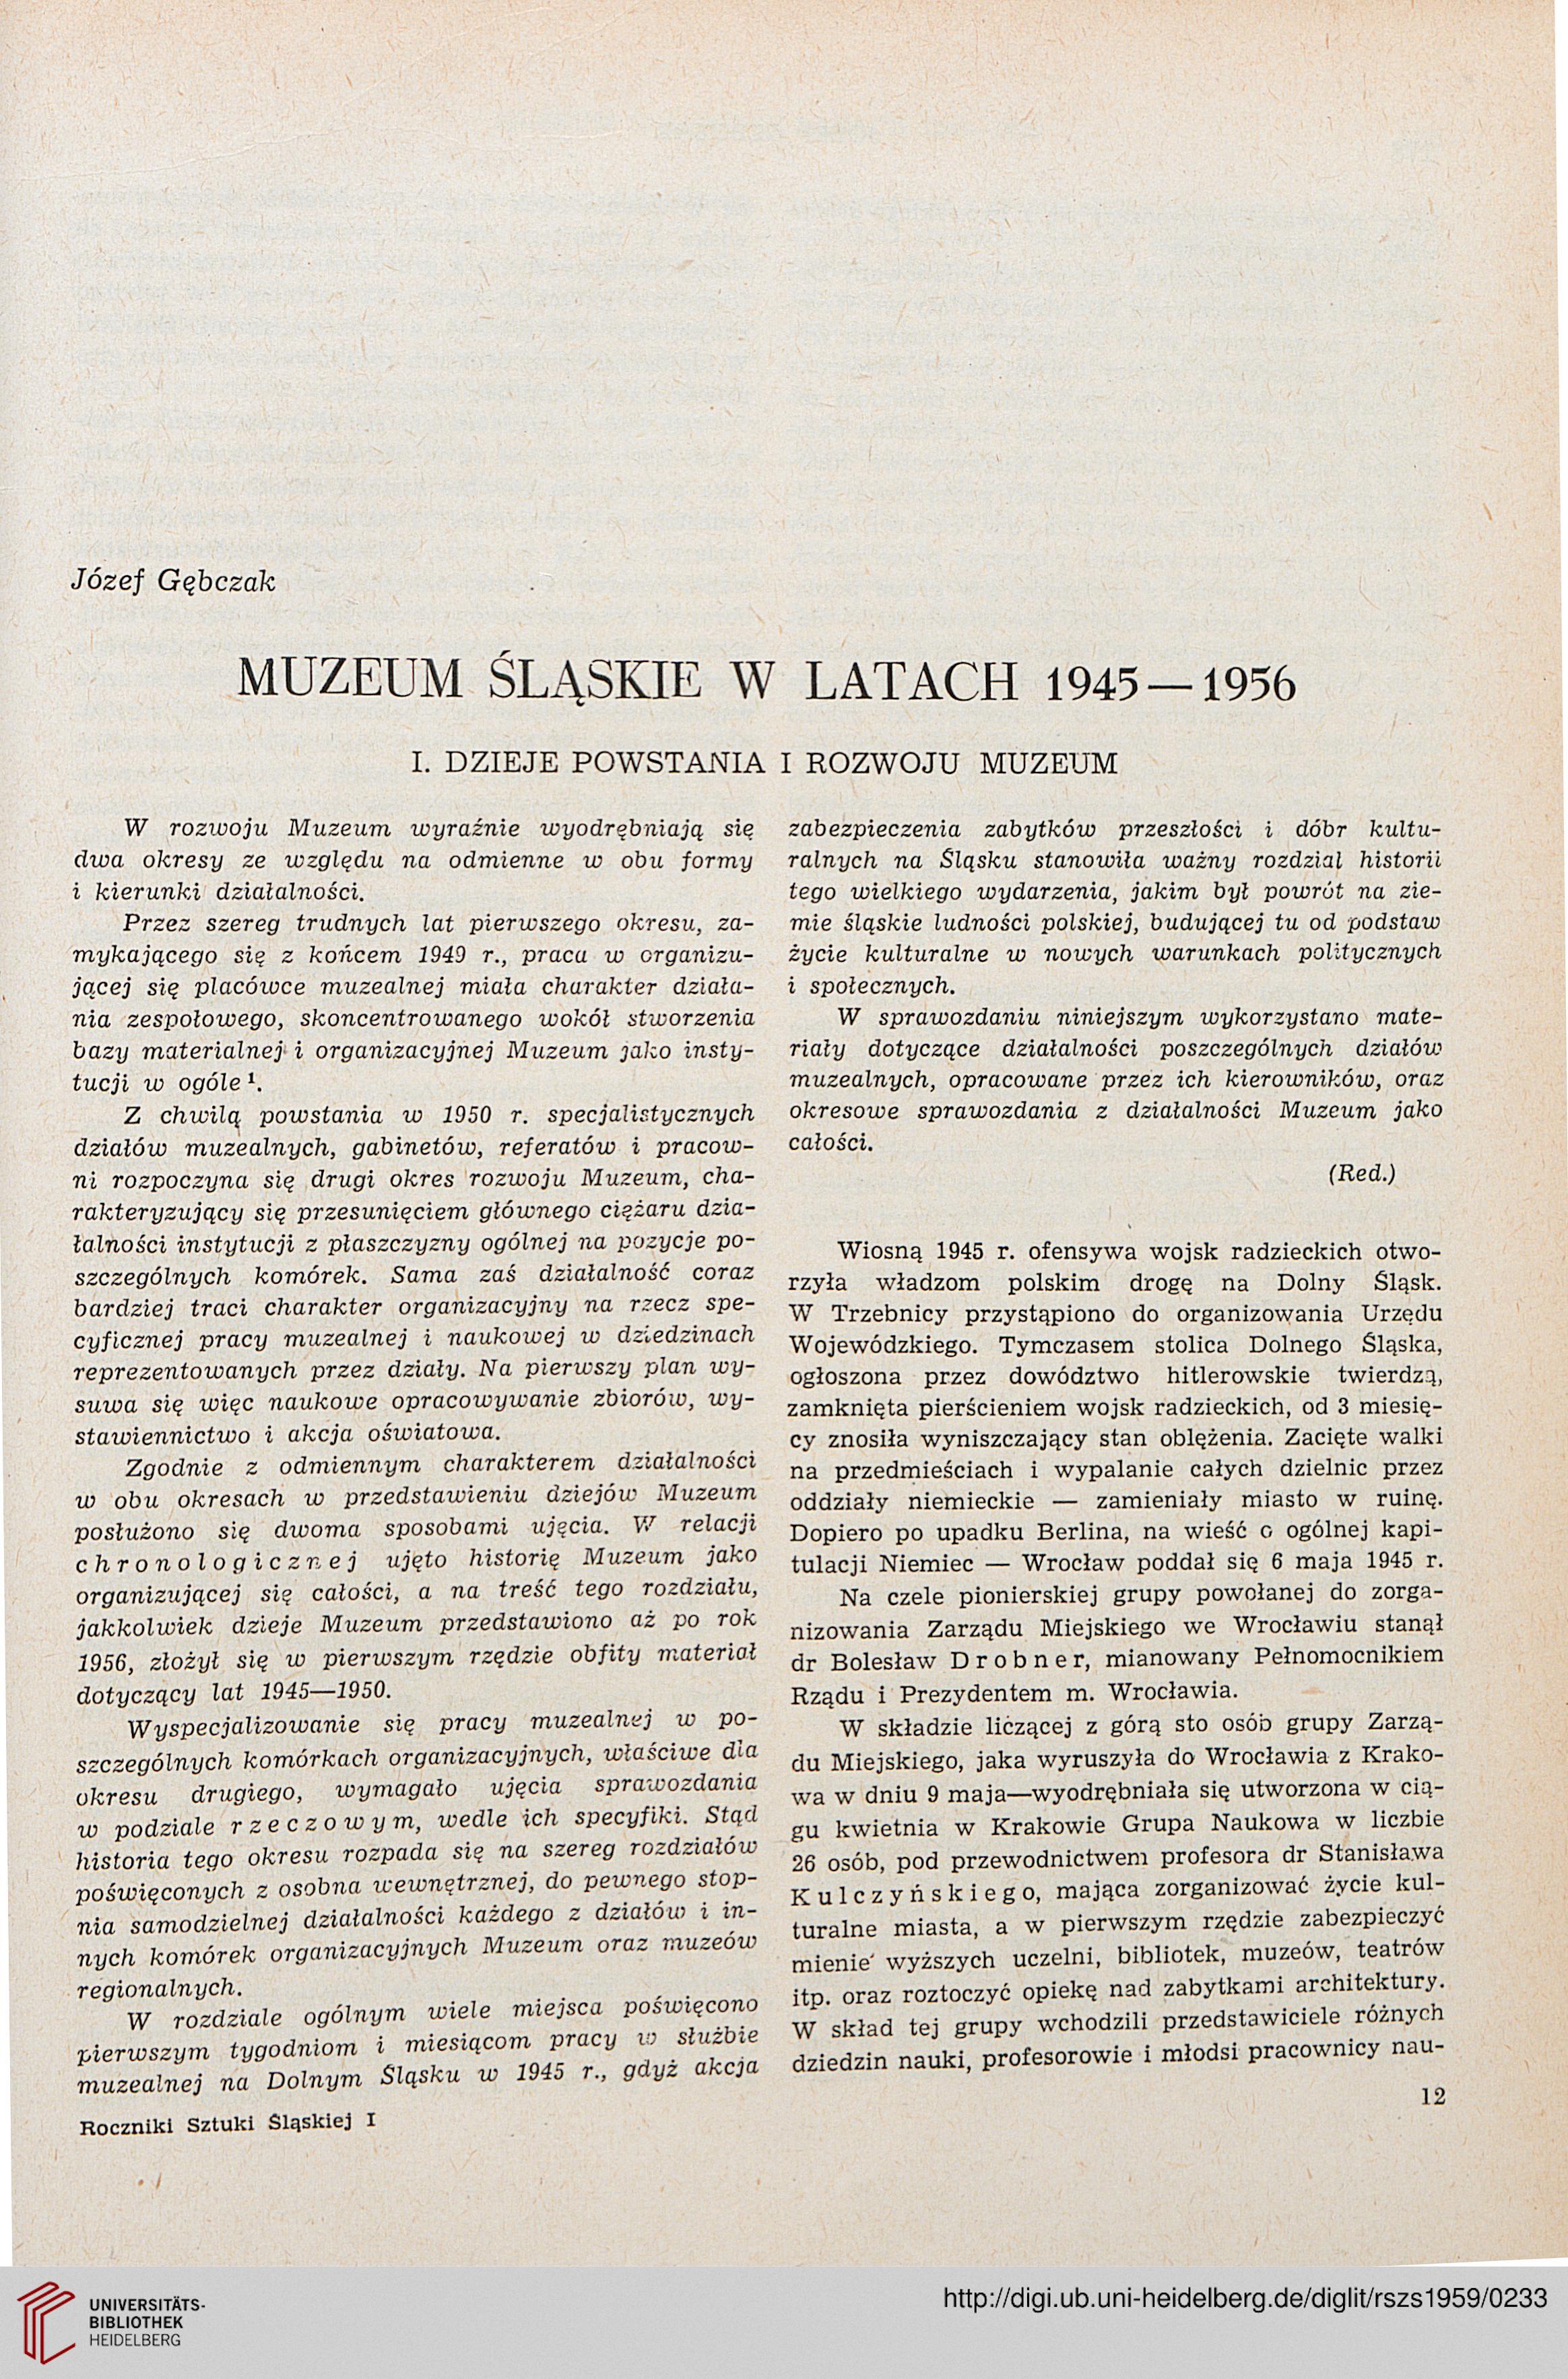 Józef Gębczak
MUZEUM ŚLĄSKIE W LATACH 1945—1956
I. DZIEJE POWSTANIA I ROZWOJU MUZEUM
W rozwoju Muzeum wyraźnie wyodrębniają się
dwa okresy ze względu na odmienne w obu formy
i kierunki działalności.
Przez szereg trudnych lat pierwszego okresu, za-
mykającego się z końcem 1949 r., praca w organizu-
jącej się placówce muzealnej miała charakter działa-
nia zespołowego, skoncentrowanego wokół stworzenia
bazy materialnej i organizacyjnej Muzeum jako insty-
tucji w ogóle ¹.
Z chwilą powstania w 1950 r. specjalistycznych
działów muzealnych, gabinetów, referatów i pracow-
ni rozpoczyna się drugi okres rozwoju Muzeum, cha-
rakteryzujący się przesunięciem głównego ciężaru dzia-
łalności instytucji z płaszczyzny ogólnej na pozycje po-
szczególnych komórek. Sama zaś działalność coraz
bardziej traci charakter organizacyjny na rzecz spe-
cyficznej pracy muzealnej i naukowej w dziedzinach
reprezentowanych przez działy. Na pierwszy plan wy-
suwa się więc naukowe opracowywanie zbiorów, wy-
stawiennictwo i akcja oświatowa.
Zgodnie z odmiennym charakterem działalności
w obu okresach w przedstawieniu dziejów Muzeum
posłużono się dwoma sposobami ujęcia. W relacji
chronologicznej ujęto historię Muzeum jako
organizującej się całości, a na treść tego rozdziału,
jakkolwiek dzieje Muzeum przedstawiono aż po rok
1956, złożył się w pierwszym rzędzie obfity materiał
dotyczący lat 1945—1950.
Wyspecjalizowanie się pracy muzealnej w po-
szczególnych komórkach organizacyjnych, właściwe dla
okresu drugiego, wymagało ujęcia sprawozdania
w podziale rzeczowym, wedle ich specyfiki. Stąd
historia tego okresu rozpada się na szereg rozdziałów
poświęconych z osobna wewnętrznej, do pewnego stop-
nia samodzielnej działalności każdego z działów i in-
nych komórek organizacyjnych Muzeum oraz muzeów
regionalnych.
W rozdziale ogólnym wiele miejsca poświęcono
pierwszym tygodniom i miesiącom pracy w służbie
muzealnej na Dolnym Śląsku w 1945 r., gdyż akcja
zabezpieczenia zabytków przeszłości i dóbr kultu-
ralnych na Śląsku stanowiła ważny rozdział historii
tego wielkiego wydarzenia, jakim był powrót na zie-
mie śląskie ludności polskiej, budującej tu od podstaw
życie kulturalne w nowych warunkach politycznych
i społecznych.
W sprawozdaniu niniejszym wykorzystano mate-
riały dotyczące działalności poszczególnych działów
muzealnych, opracowane przez ich kierowników, oraz
okresowe sprawozdania z działalności Muzeum jako
całości.
(Red.)
Wiosną 1945 r. ofensywa wojsk radzieckich otwo-
rzyła władzom polskim drogę na Dolny Śląsk.
W Trzebnicy przystąpiono do organizowania Urzędu
Wojewódzkiego. Tymczasem stolica Dolnego Śląska,
ogłoszona przez dowództwo hitlerowskie twierdzą,
zamknięta pierścieniem wojsk radzieckich, od 3 miesię-
cy znosiła wyniszczający stan oblężenia. Zacięte walki
na przedmieściach i wypalanie całych dzielnic przez
oddziały niemieckie — zamieniały miasto w ruinę.
Dopiero po upadku Berlina, na wieść o ogólnej kapi-
tulacji Niemiec — Wrocław poddał się 6 maja 1945 r.
Na czele pionierskiej grupy powołanej do zorga-
nizowania Zarządu Miejskiego we Wrocławiu stanął
dr Bolesław Drobner, mianowany Pełnomocnikiem
Rządu i Prezydentem m. Wrocławia.
W składzie liczącej z górą sto osób grupy Zarzą-
du Miejskiego, jaka wyruszyła do Wrocławia z Krako-
wa w dniu 9 maja—wyodrębniała się utworzona w cią-
gu kwietnia w Krakowie Grupa Naukowa w liczbie
26 osób, pod przewodnictwem profesora dr Stanisława
Kulczyńskiego, mająca zorganizować życie kul-
turalne miasta, a w pierwszym rzędzie zabezpieczyć
mienie wyższych uczelni, bibliotek, muzeów, teatrów
itp. oraz roztoczyć opiekę nad zabytkami architektury.
W skład tej grupy wchodzili przedstawiciele różnych
dziedzin nauki, profesorowie i młodsi pracownicy nau-
Roczniki Sztuki Śląskiej I
12
UNIVERSITÄTS-
BIBLIOTHEK
HEIDELBERG
http://digi.ub.uni-heidelberg.de/diglit/rszs1959/0233